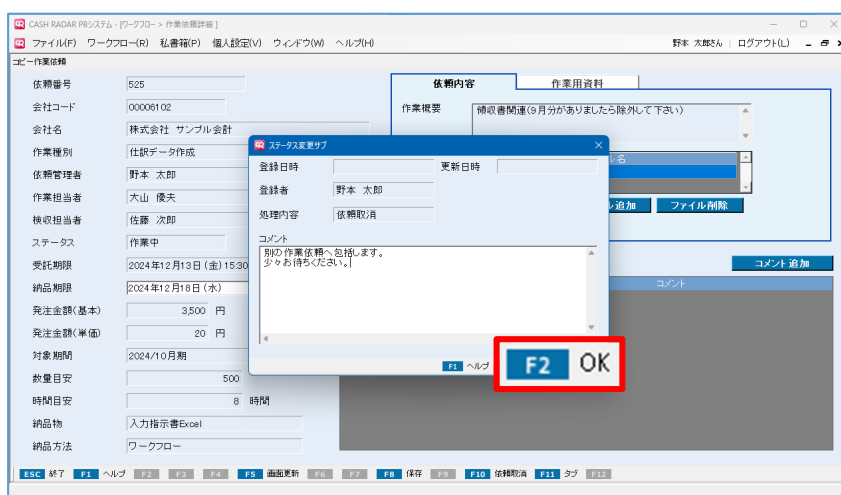 CASH RADAR PBシステム - [ワークフロー > 作業依頼詳細 ]
ファイル(F) ワークフロー(R) 私書箱(P) 個人設定(V) ウィンドウ(W) ヘルプ(H) 野本 太郎さん ログアウト(L)
コピー作業依頼
依頼番号 525
会社コード 00006102
会社名 株式会社 サンプル会計
作業種別 仕訳データ作成
依頼管理者 野本 太郎
作業担当者 大山 優夫
検収担当者 佐藤 次郎
ステータス 作業中
受託期限 2024年12月13日(金)15:30
納品期限 2024年12月18日(水)
発注金額(基本) 3,500 円
発注金額(単価) 20 円
対象期間 2024/10月期
数量目安 500
時間目安 8 時間
納品物 入力指示書Excel
納品方法 ワークフロー
依頼内容 作業用資料
作業概要 領収書関連(9月分がありましたら除外して下さい)
ル名
ル追加 ファイル削除
コメント追加
コメント
ステータス変更サブ
登録日時 更新日時
登録者 野本 太郎
処理内容 依頼取消
コメント
別の作業依頼へ包括します。
少々お待ちください。
F1 ヘルプ F2 OK
ESC 終了 F1 ヘルプ F2 F3 F4 F5 画面更新 F6 F7 F8 保存 F9 F10 依頼取消 F11 タブ F12